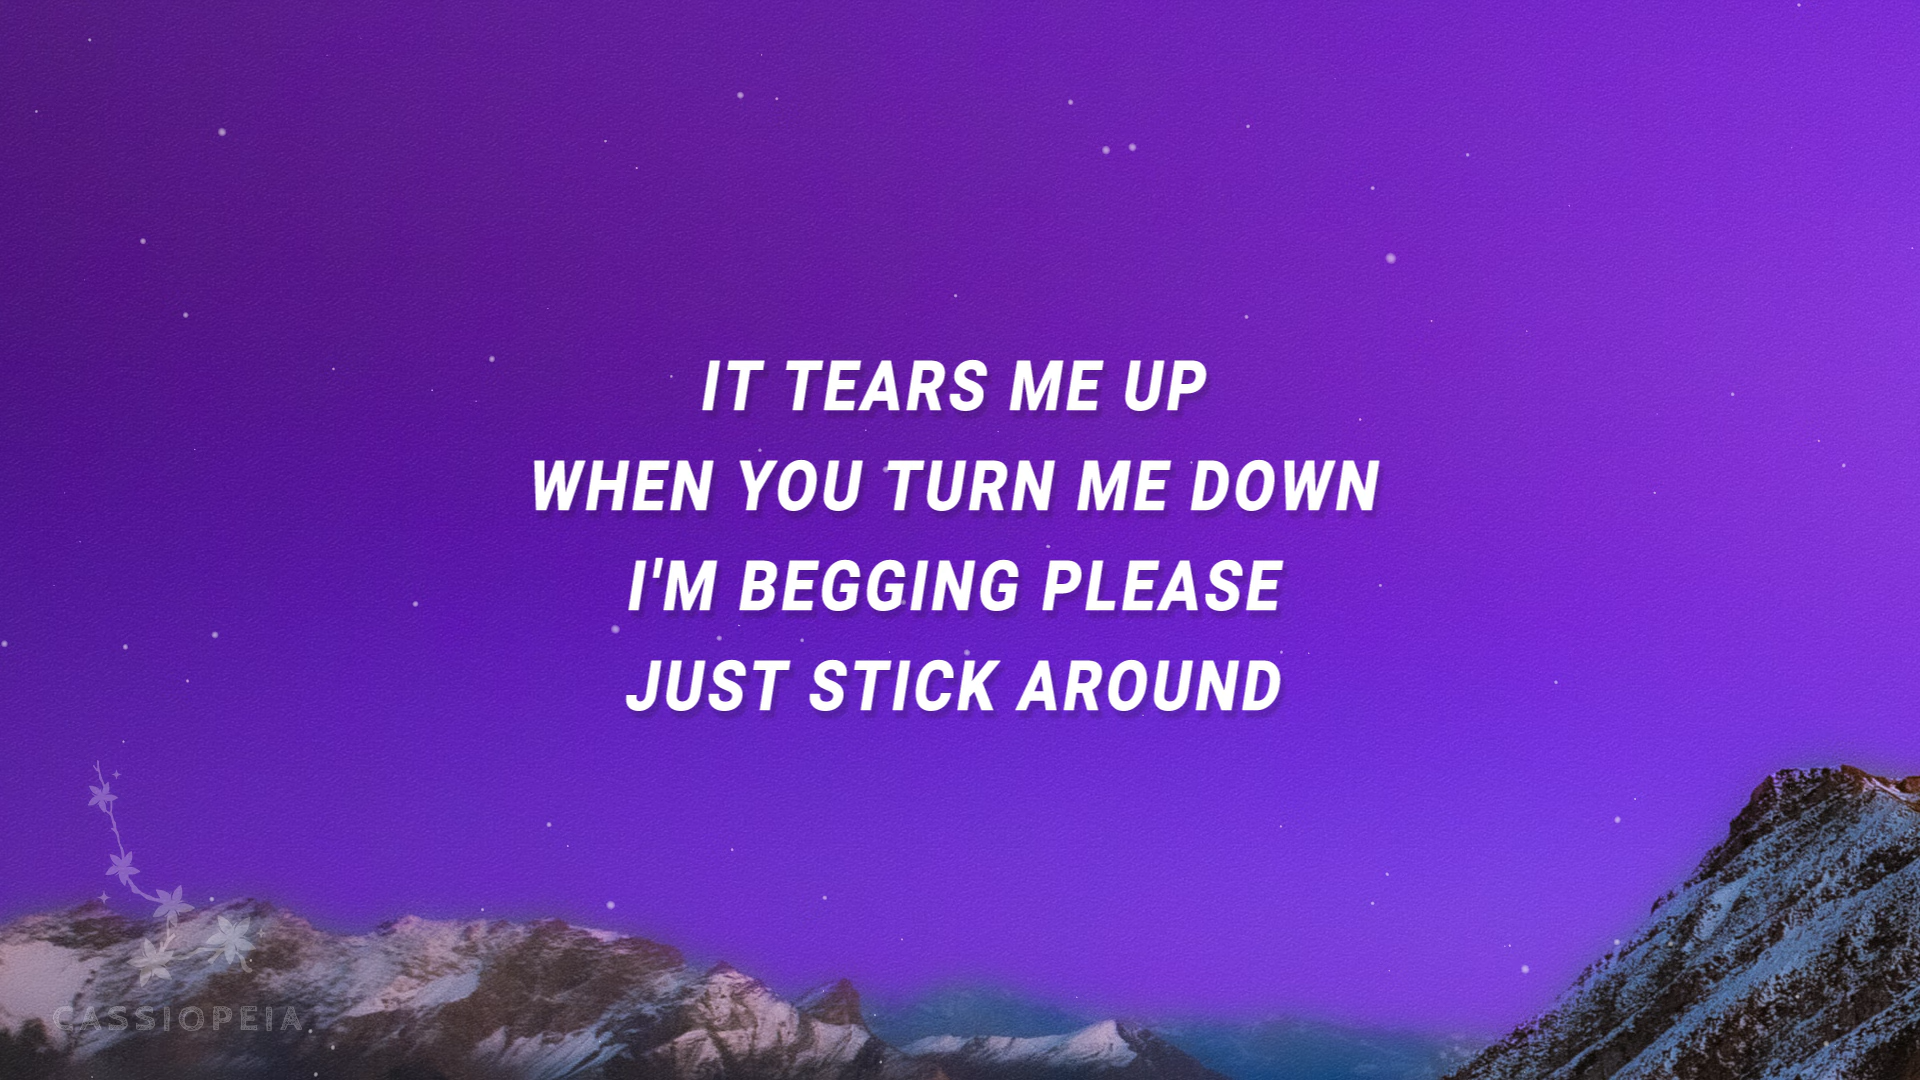 IT TEARS ME UP
WHEN YOU TURN ME DOWN
I'M BEGGING PLEASE
JUST STICK AROUND
CASSIOPEIA